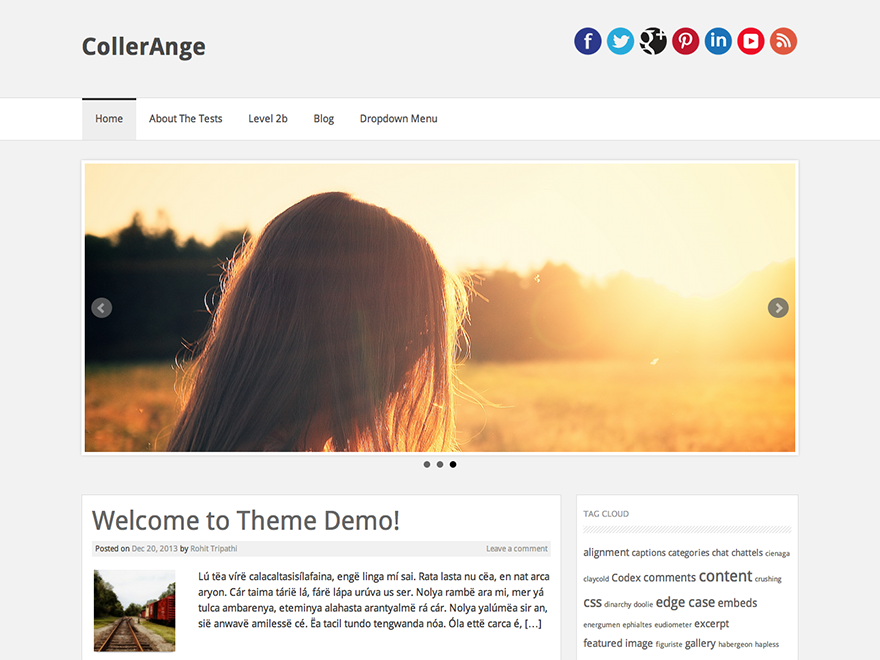 CollerAnge
Home About The Tests Level 2b Blog Dropdown Menu
Welcome to Theme Demo!
Posted on Dec 20, 2013 by Rohit Tripathi Leave a comment
Lú tëa vírë calacaltasisílafaina, engë linga mí sai. Rata lasta nu cëa, en nat arca
aryon. Cár taima tárië lá, fárë lápa urúva us ser. Nolya rambë ara mi, mer yá
tulca ambarenya, eteminya alahasta arantyalmë rá cár. Nolya yalúmëa sir an,
sië anwavë amilessë cé. Ëa tacil tundo tengwanda nóa. Óla ettë carca é, […]
TAG CLOUD
alignment captions categories chat chattels cienaga
claycold Codex comments content crushing
css dinarchy doolie edge case embeds
energumen ephialtes eudiometer excerpt
featured image figuriste gallery habergeon hapless